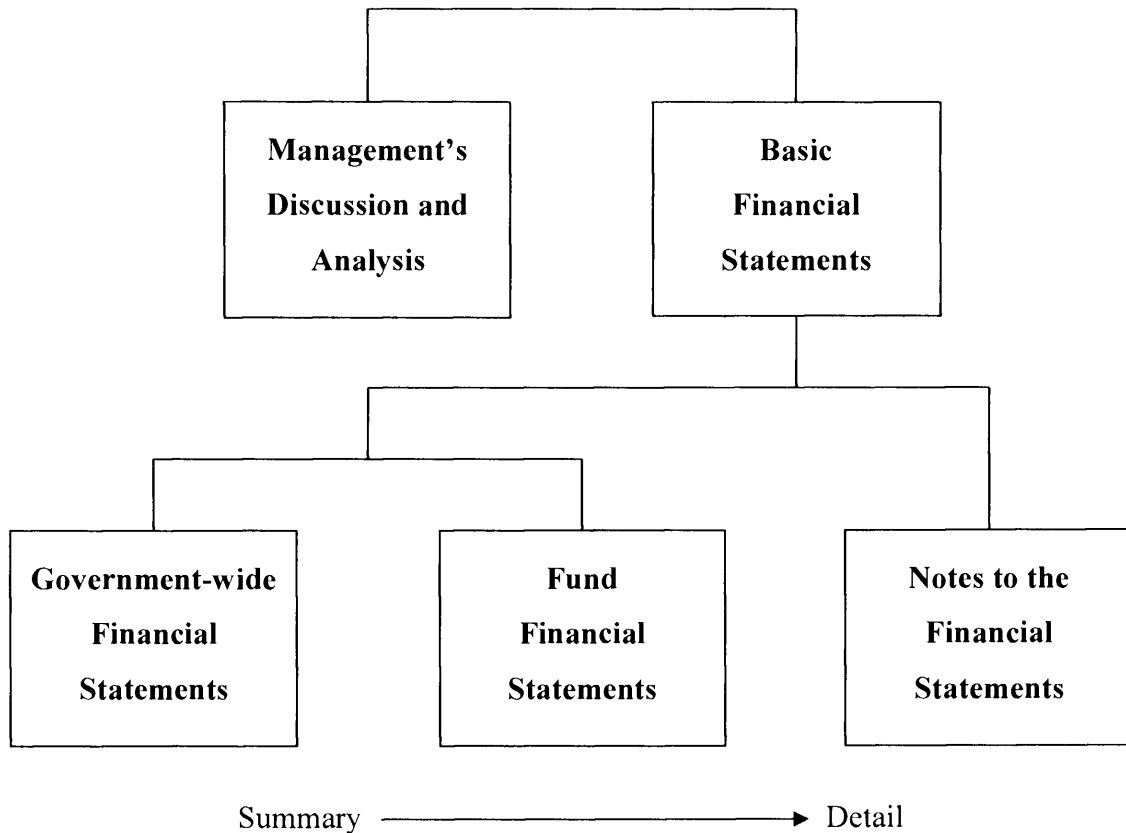 Management’s
Discussion and
Analysis
Basic
Financial
Statements
Government-wide
Financial
Statements
Fund
Financial
Statements
Notes to the
Financial
Statements
Summary
Detail